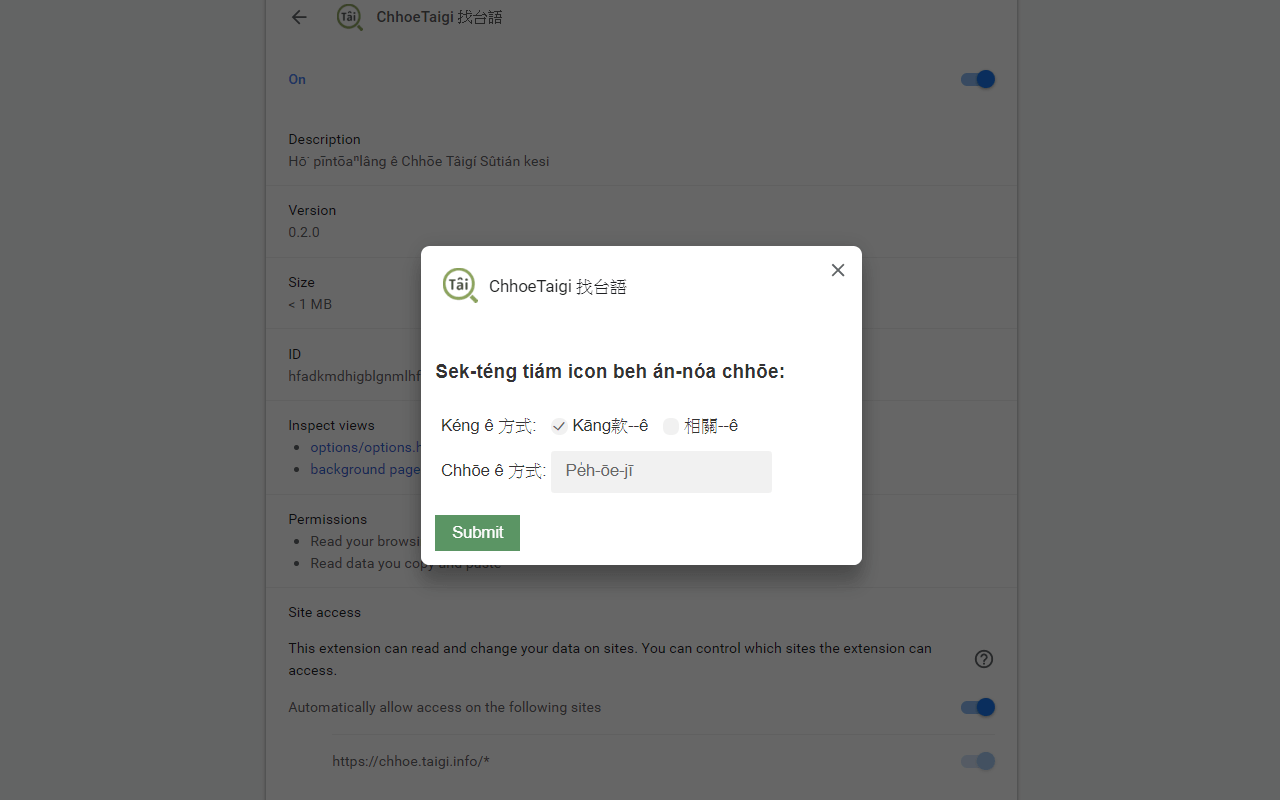 Tâi ChhoeTaigi 找台語
On
Description
Hō͘ pīntōaⁿlâng ê Chhōe Tâigí Sûtián kesi
Version
0.2.0
Size
< 1 MB
ID
hfadkmdhigblgnmlhf
Inspect views
options/options.h
background page
Permissions
Read your browsi
Read data you copy and paste
Site access
This extension can read and change your data on sites. You can control which sites the extension can
access.
Automatically allow access on the following sites
https://chhoe.taigi.info/*
Tâi ChhoeTaigi 找台語
Sek-téng tiám icon beh án-nóa chhōe:
Kéng ê 方式: Kāng款--ê 相關--ê
Chhōe ê 方式: Pe̍h-ōe-jī
Submit